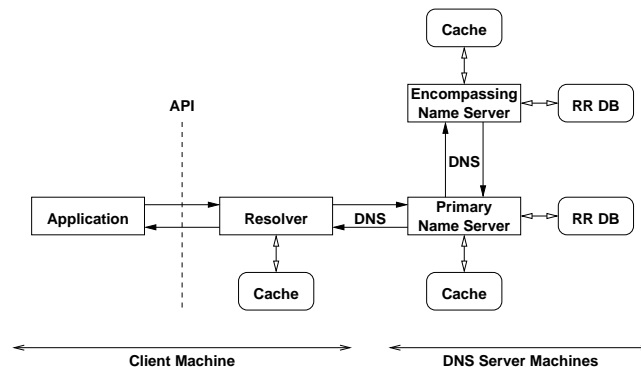 Cache
API
Encompassing
Name Server
RR DB
DNS
Application
Resolver
DNS
Primary
Name Server
RR DB
Cache
Cache
Client Machine
DNS Server Machines